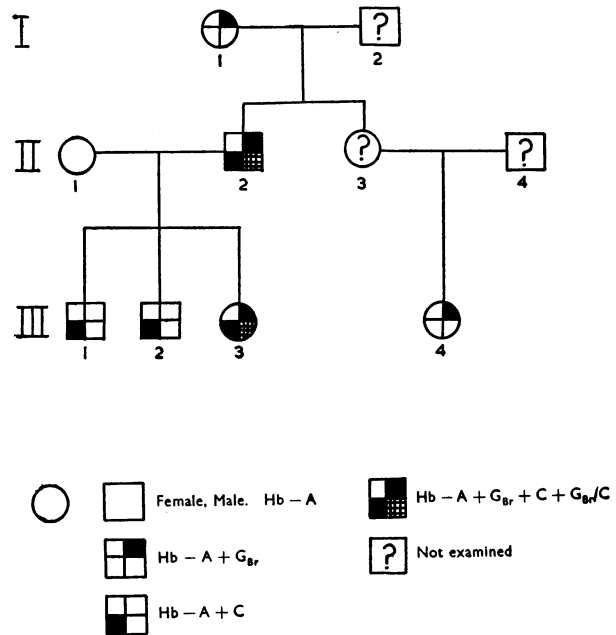 I
?
1
2
II
?
?
1
2
3
4
III
1
2
3
4
Female, Male. Hb – A
Hb – A + G_Br + C + G_Br/C
Hb – A + G_Br
? Not examined
Hb – A + C